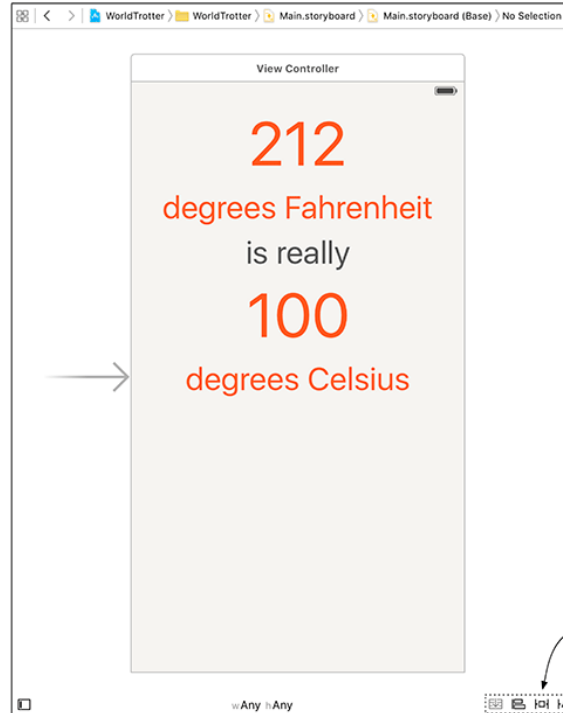 WorldTrotter WorldTrotter Main.storyboard Main.storyboard (Base) No Selection
View Controller
212
degrees Fahrenheit
is really
100
degrees Celsius
wAny hAny